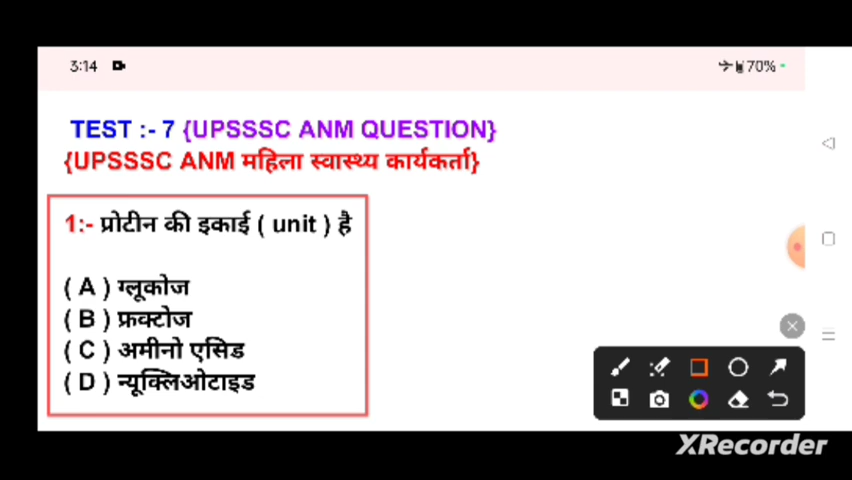 3:14
70%
TEST :- 7 {UPSSSC ANM QUESTION}
{UPSSSC ANM महिला स्वास्थ्य कार्यकर्ता}
1:- प्रोटीन की इकाई ( unit ) है
( A ) ग्लूकोज
( B ) फ्रक्टोज
( C ) अमीनो एसिड
( D ) न्यूक्लिओटाइड
XRecorder